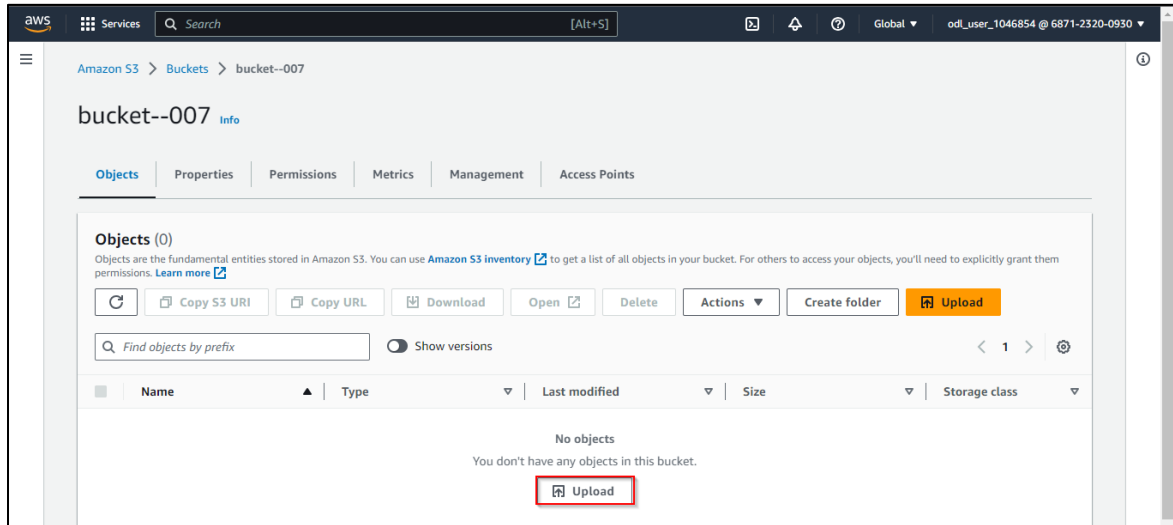 aws Services Search [Alt+S] Global ▼ odl_user_1046854 @ 6871-2320-0930 ▼
Amazon S3 > Buckets > bucket--007
bucket--007 Info
Objects Properties Permissions Metrics Management Access Points
Objects (0)
Objects are the fundamental entities stored in Amazon S3. You can use Amazon S3 inventory to get a list of all objects in your bucket. For others to access your objects, you'll need to explicitly grant them
permissions. Learn more
Copy S3 URI Copy URL Download Open Delete Actions ▼ Create folder Upload
Find objects by prefix Show versions < 1 >
Name ▲ Type ▽ Last modified ▽ Size ▽ Storage class ▽
No objects
You don't have any objects in this bucket.
Upload